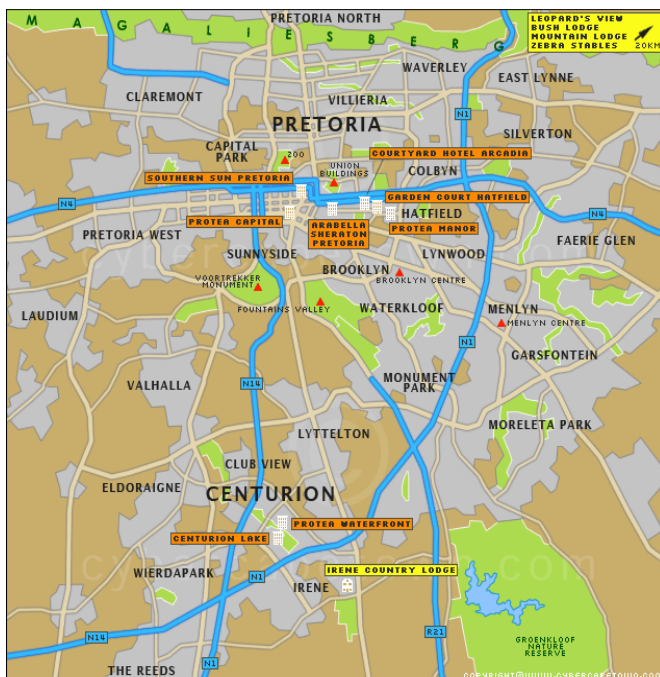 PRETORIA NORTH
LEOPARD'S VIEW
BUSH LODGE
MOUNTAIN LODGE
ZEBRA STABLES 20KM
MAGALIESBERG
WAVERLEY
EAST LYNNE
CLAREMONT
VILLIERIA
N1
PRETORIA
SILVERTON
CAPITAL
PARK
ZOO
UNION
BUILDINGS
COURTYARD HOTEL ARCADIA
COLBYN
SOUTHERN SUN PRETORIA
GARDEN COURT HATFIELD
N4
PROTEA CAPITAL
ARABELLA
SHERATON
PRETORIA
HATFIELD
PROTEA MANOR
N4
PRETORIA WEST
SUNNYSIDE
LYNWOOD
FAERIE GLEN
BROOKLYN
BROOKLYN CENTRE
VOORTREKKER
MONUMENT
FOUNTAINS VALLEY
WATERKLOOF
MENLYN
MENLYN CENTRE
LAUDIUM
N1
GARSFONTEIN
VALHALLA
N14
MONUMENT
PARK
MORELETA PARK
LYTTELTON
CLUB VIEW
ELDORAIGNE
CENTURION
PROTEA WATERFRONT
CENTURION LAKE
WIERDAPARK
N1
IRENE COUNTRY LODGE
IRENE
N14
R21
GROENKLOOF
NATURE
RESERVE
THE REEDS
N1